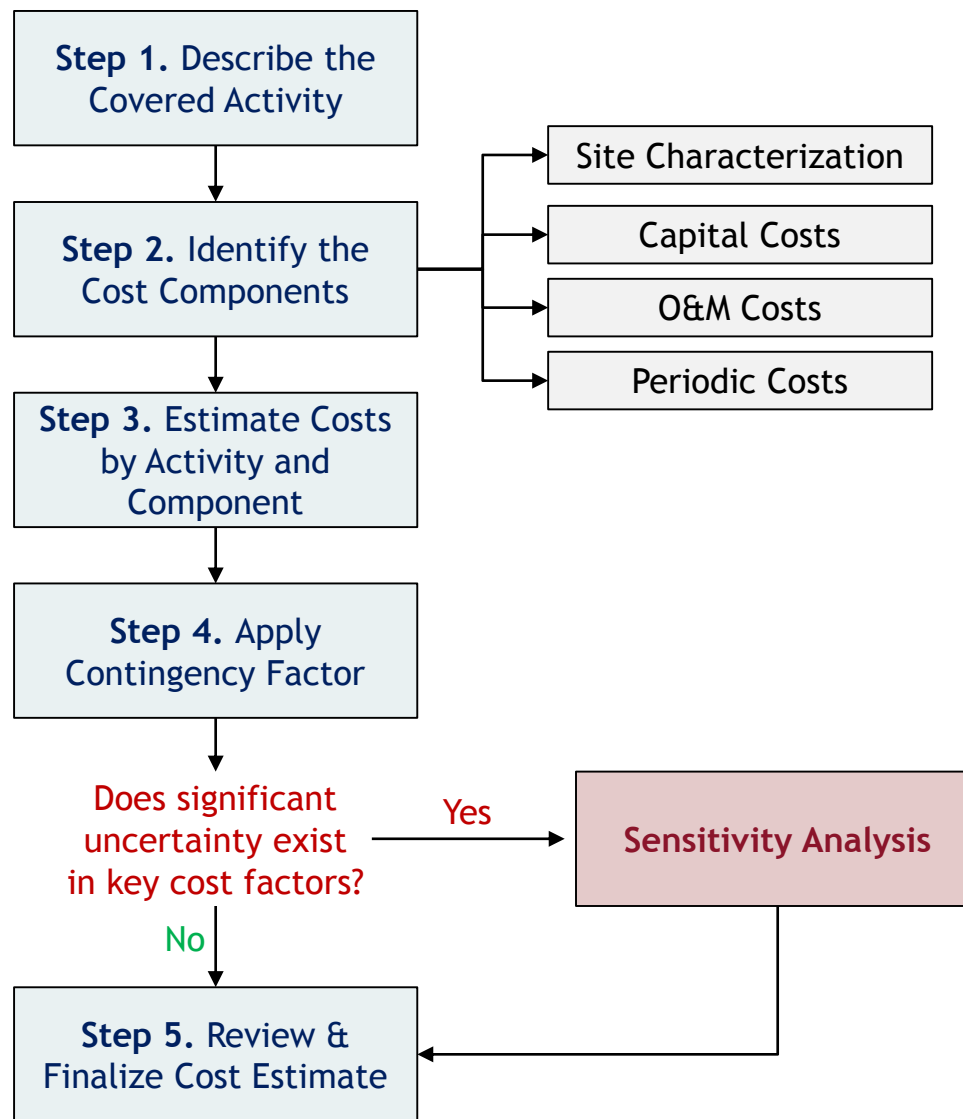 Step 1. Describe the
Covered Activity
Step 2. Identify the
Cost Components
Site Characterization
Capital Costs
O&M Costs
Periodic Costs
Step 3. Estimate Costs
by Activity and
Component
Step 4. Apply
Contingency Factor
Does significant
uncertainty exist
in key cost factors?
Yes
Sensitivity Analysis
No
Step 5. Review &
Finalize Cost Estimate